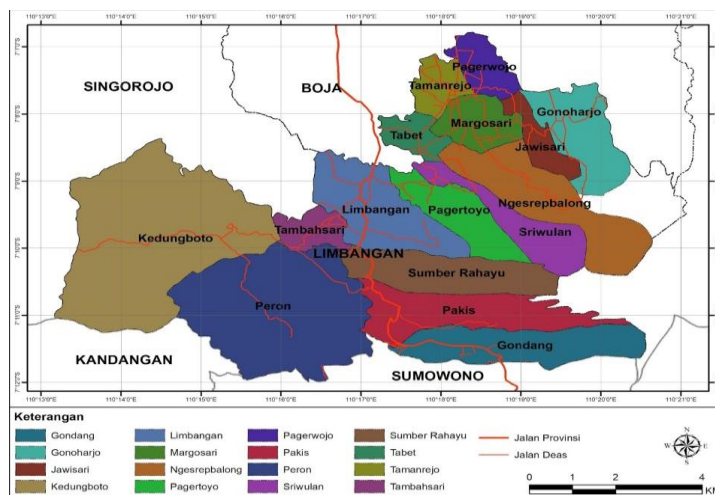 SINGOROJO
BOJA
Pagerwojo
Tamanrejo
Gonoharjo
Margosari
Tabet
Jawisari
Ngesrepbalong
Limbangan
Pagertoyo
Sriwulan
Tambahsari
Kedungboto
LIMBANGAN
Sumber Rahayu
Peron
Pakis
Gondang
KANDANGAN
SUMOWONO
110°13'0"E 110°14'0"E 110°15'0"E 110°16'0"E 110°17'0"E 110°18'0"E 110°19'0"E 110°20'0"E 110°21'0"E
Keterangan
Gondang Limbangan Pagerwojo Sumber Rahayu Jalan Provinsi
Gonoharjo Margosari Pakis Tabet Jalan Deas
Jawisari Ngesrepbalong Peron Tamanrejo
Kedungboto Pagertoyo Sriwulan Tambahsari
N
W E
S
0 1 2 4